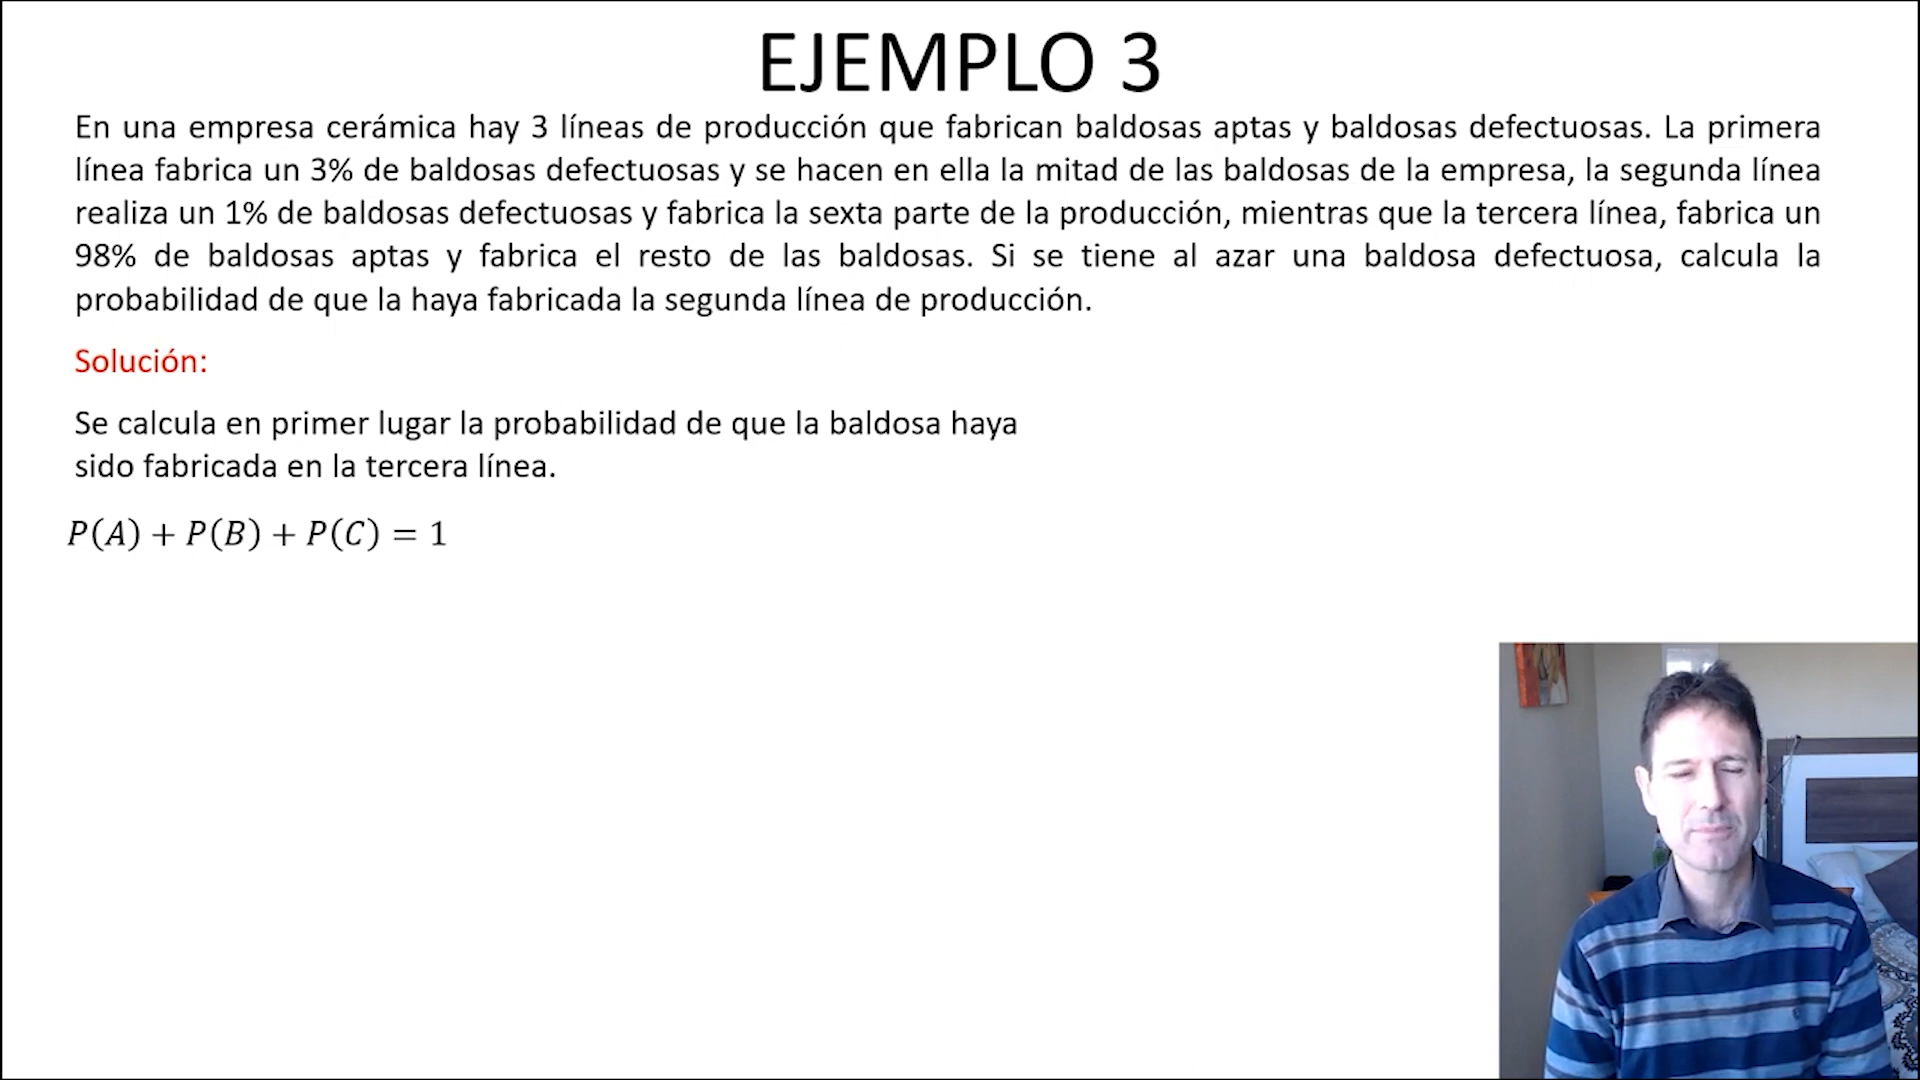 EJEMPLO 3
En una empresa cerámica hay 3 líneas de producción que fabrican baldosas aptas y baldosas defectuosas. La primera
línea fabrica un 3% de baldosas defectuosas y se hacen en ella la mitad de las baldosas de la empresa, la segunda línea
realiza un 1% de baldosas defectuosas y fabrica la sexta parte de la producción, mientras que la tercera línea, fabrica un
98% de baldosas aptas y fabrica el resto de las baldosas. Si se tiene al azar una baldosa defectuosa, calcula la
probabilidad de que la haya fabricada la segunda línea de producción.
Solución:
Se calcula en primer lugar la probabilidad de que la baldosa haya
sido fabricada en la tercera línea.
P(A) + P(B) + P(C) = 1